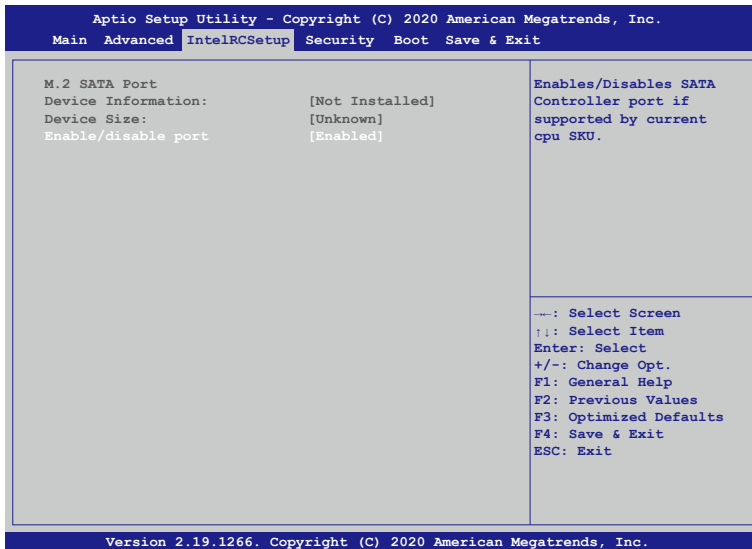 Aptio Setup Utility - Copyright (C) 2020 American Megatrends, Inc.
Main Advanced IntelRCSetup Security Boot Save & Exit
M.2 SATA Port
Device Information: [Not Installed]
Device Size: [Unknown]
Enable/disable port [Enabled]
Enables/Disables SATA
Controller port if
supported by current
cpu SKU.
→←: Select Screen
↑↓: Select Item
Enter: Select
+/-: Change Opt.
F1: General Help
F2: Previous Values
F3: Optimized Defaults
F4: Save & Exit
ESC: Exit
Version 2.19.1266. Copyright (C) 2020 American Megatrends, Inc.